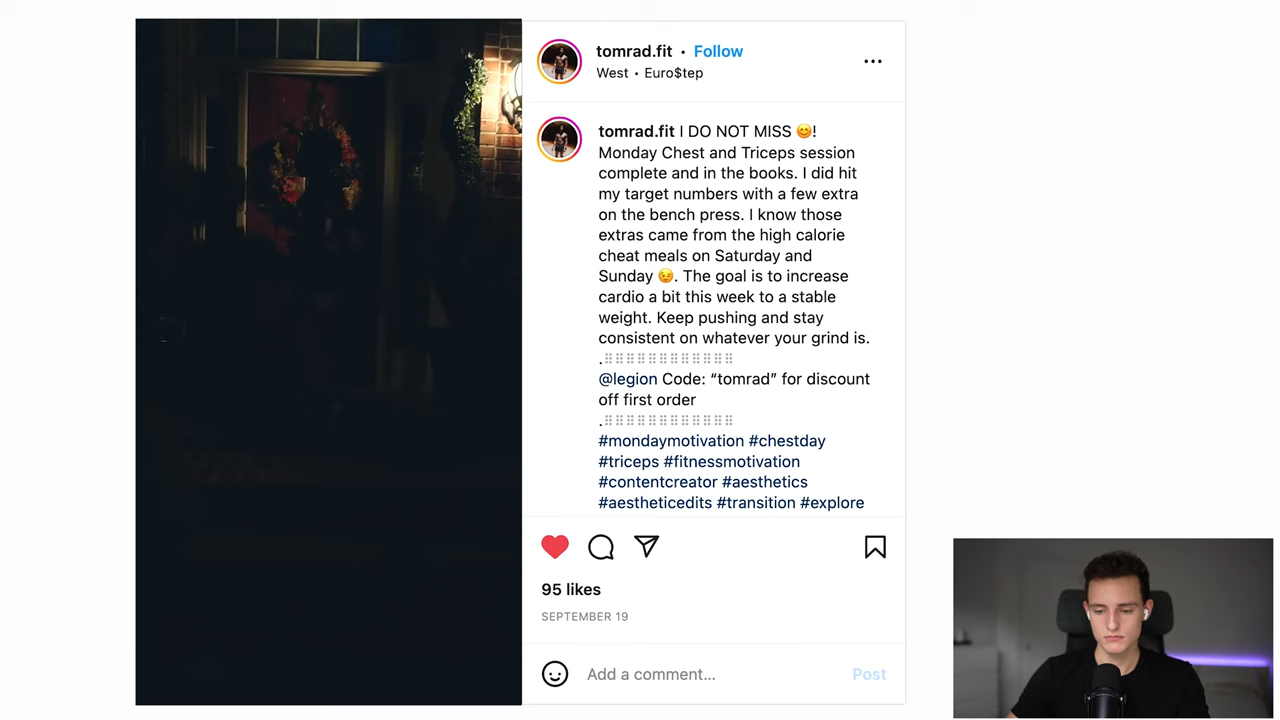 tomrad.fit • Follow
West • Euro$tep
tomrad.fit I DO NOT MISS 😊!
Monday Chest and Triceps session
complete and in the books. I did hit
my target numbers with a few extra
on the bench press. I know those
extras came from the high calorie
cheat meals on Saturday and
Sunday 😉. The goal is to increase
cardio a bit this week to a stable
weight. Keep pushing and stay
consistent on whatever your grind is.
.⠿⠿⠿⠿⠿⠿⠿⠿⠿⠿⠿⠿
@legion Code: “tomrad” for discount
off first order
.⠿⠿⠿⠿⠿⠿⠿⠿⠿⠿⠿⠿
#mondaymotivation #chestday
#triceps #fitnessmotivation
#contentcreator #aesthetics
#aestheticedits #transition #explore
95 likes
SEPTEMBER 19
Add a comment... Post